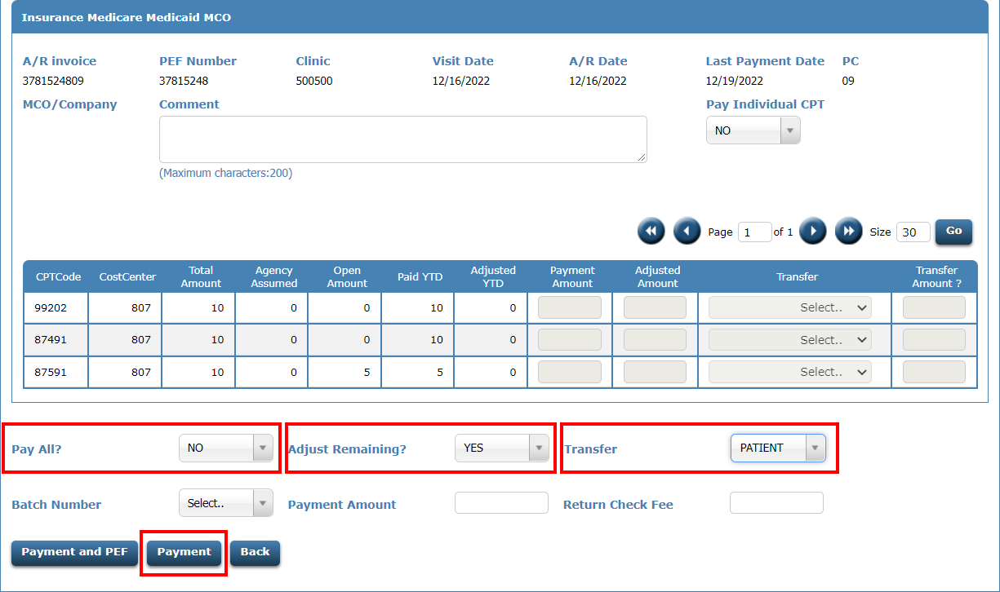 Insurance Medicare Medicaid MCO
A/R invoice PEF Number Clinic Visit Date A/R Date Last Payment Date PC
3781524809 37815248 500500 12/16/2022 12/16/2022 12/19/2022 09
MCO/Company Comment Pay Individual CPT
NO
(Maximum characters:200)
Page 1 of 1 Size 30 Go
CPTCode CostCenter Total Amount Agency Assumed Open Amount Paid YTD Adjusted YTD Payment Amount Adjusted Amount Transfer Transfer Amount ?
99202 807 10 0 0 10 0 Select..
87491 807 10 0 0 10 0 Select..
87591 807 10 0 5 5 0 Select..
Pay All? NO Adjust Remaining? YES Transfer PATIENT
Batch Number Select.. Payment Amount Return Check Fee
Payment and PEF Payment Back